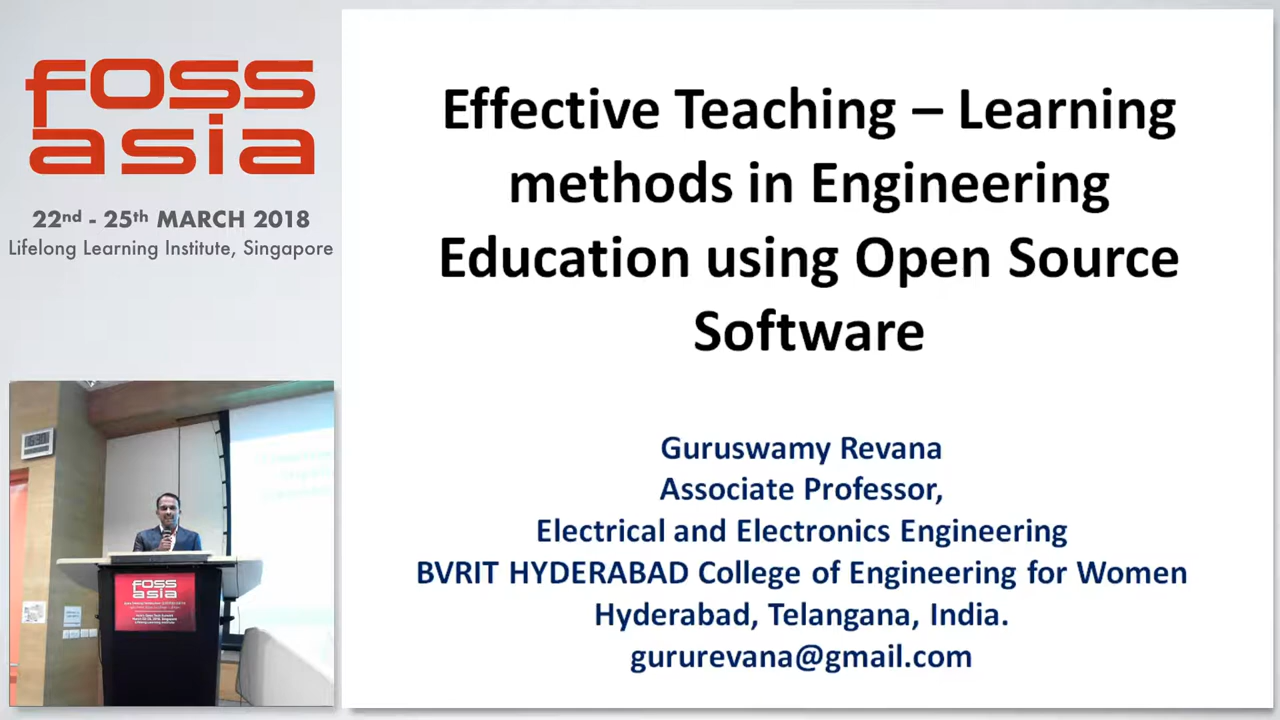 foss
asia
22nd - 25th MARCH 2018
Lifelong Learning Institute, Singapore
Effective Teaching – Learning
methods in Engineering
Education using Open Source
Software
Guruswamy Revana
Associate Professor,
Electrical and Electronics Engineering
BVRIT HYDERABAD College of Engineering for Women
Hyderabad, Telangana, India.
gururevana@gmail.com
foss
asia